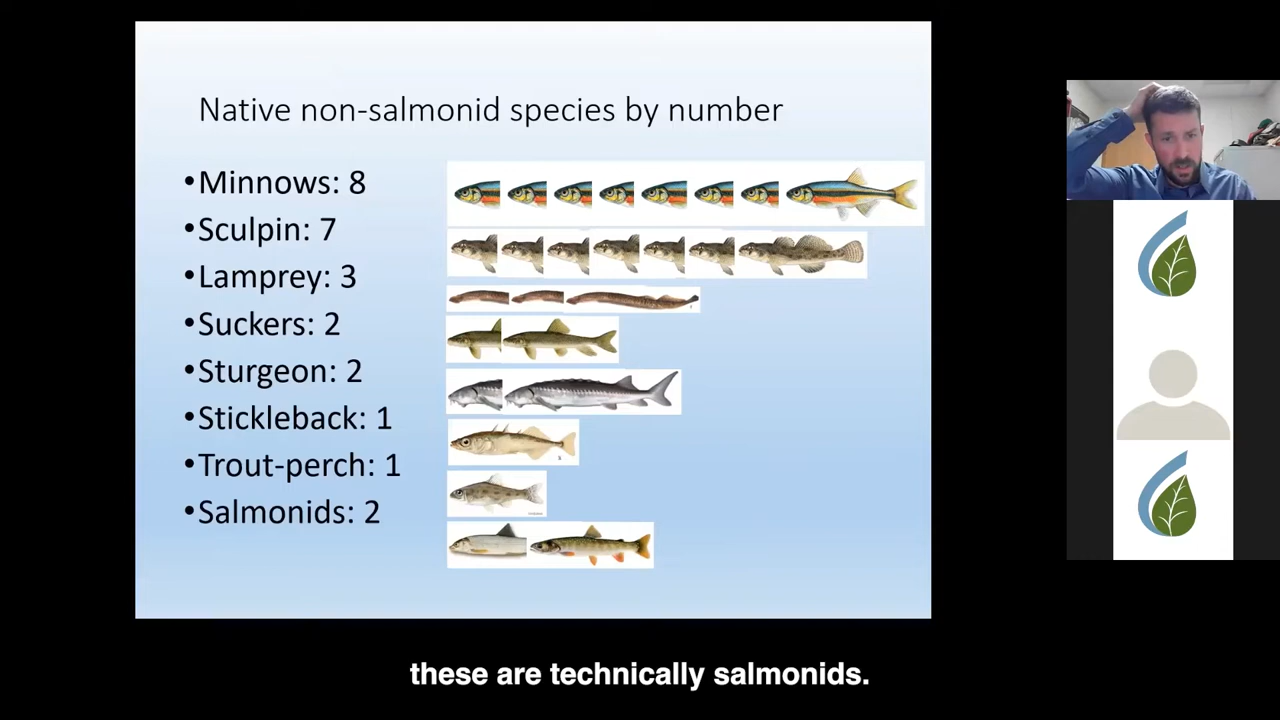 Native non-salmonid species by number
•Minnows: 8
•Sculpin: 7
•Lamprey: 3
•Suckers: 2
•Sturgeon: 2
•Stickleback: 1
•Trout-perch: 1
•Salmonids: 2
these are technically salmonids.